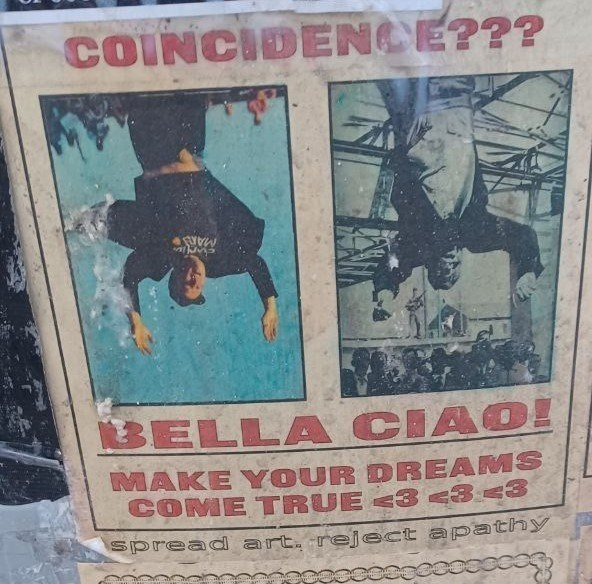 COINCIDENCE???
BELLA CIAO!
MAKE YOUR DREAMS
COME TRUE <3 <3 <3
spread art. reject apathy